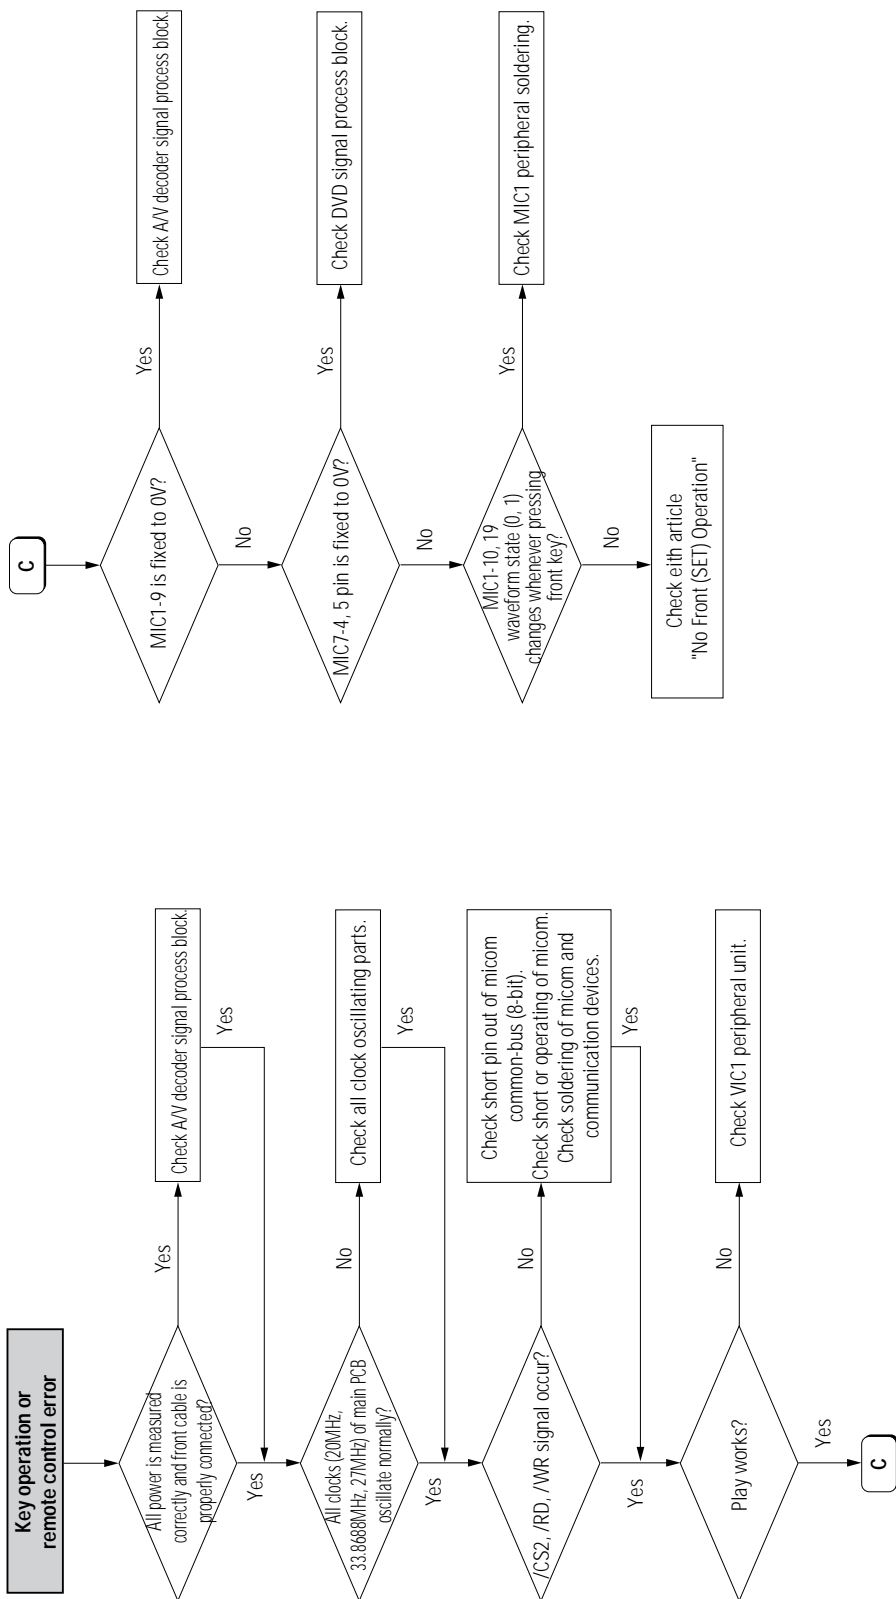 Key operation or
remote control error
All power is measured
correctly and front cable is
properly connected?
Yes
Check A/V decoder signal process block.
Yes
Yes
All clocks (20MHz,
33.8688MHz, 27MHz) of main PCB
oscillate normally?
No
Check all clock oscillating parts.
Yes
Yes
/CS2, /RD, /WR signal occur?
No
Check short pin out of micom
common-bus (8-bit).
Check short or operating of micom.
Check soldering of micom and
communication devices.
Yes
Yes
Play works?
No
Check VIC1 peripheral unit.
Yes
C
C
MIC1-9 is fixed to 0V?
Yes
Check A/V decoder signal process block.
No
MIC7-4, 5 pin is fixed to 0V?
Yes
Check DVD signal process block.
No
MIC1-10, 19
waveform state (0, 1)
changes whenever pressing
front key?
Yes
Check MIC1 peripheral soldering.
No
Check eith article
"No Front (SET) Operation"